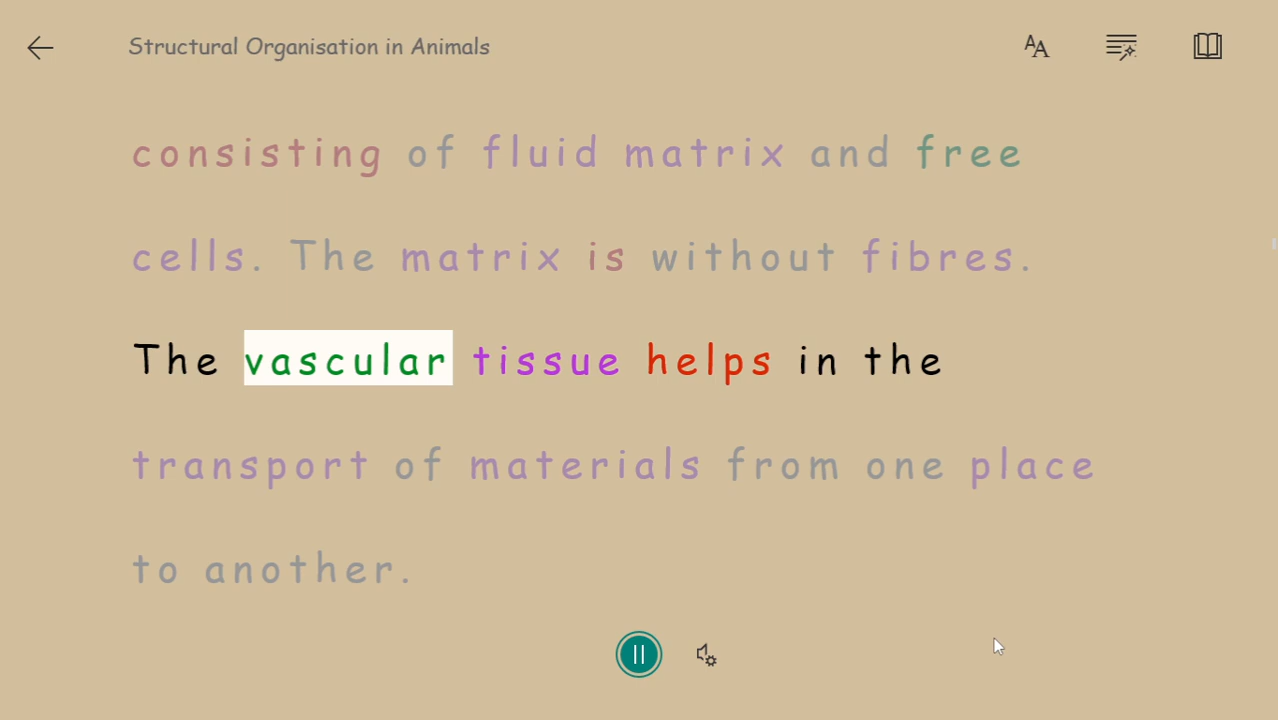 Structural Organisation in Animals
consisting of fluid matrix and free
cells. The matrix is without fibres.
The vascular tissue helps in the
transport of materials from one place
to another.